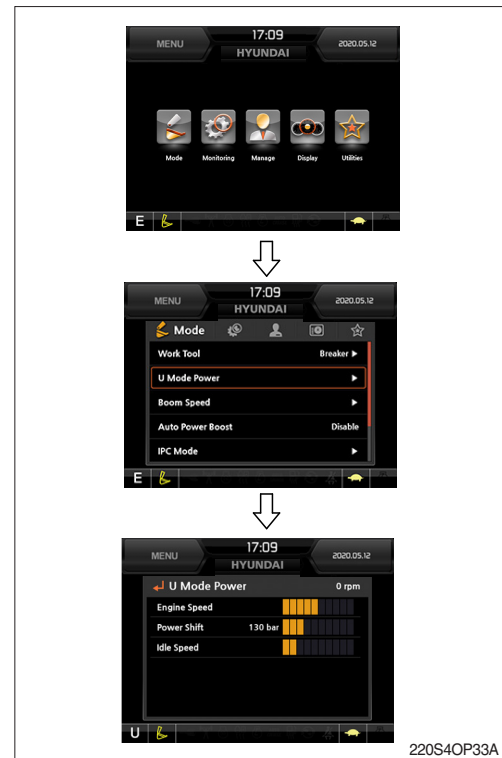 MENU 17:09 2020.05.12
HYUNDAI
Mode Monitoring Manage Display Utilities
E
MENU 17:09 2020.05.12
HYUNDAI
Mode
Work Tool Breaker ▶
U Mode Power ▶
Boom Speed ▶
Auto Power Boost Disable
IPC Mode ▶
E
MENU 17:09 2020.05.12
HYUNDAI
U Mode Power 0 rpm
Engine Speed
Power Shift 130 bar
Idle Speed
U
220S4OP33A